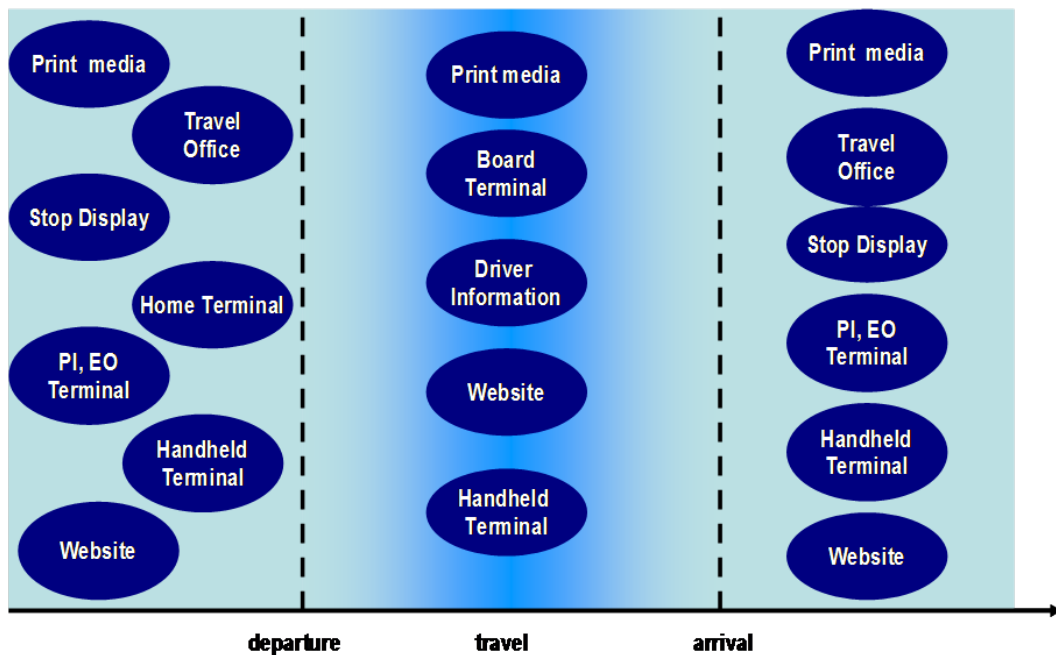 Print media
Travel
Office
Stop Display
Home Terminal
PI, EO
Terminal
Handheld
Terminal
Website
Print media
Board
Terminal
Driver
Information
Website
Handheld
Terminal
Print media
Travel
Office
Stop Display
PI, EO
Terminal
Handheld
Terminal
Website
departure
travel
arrival